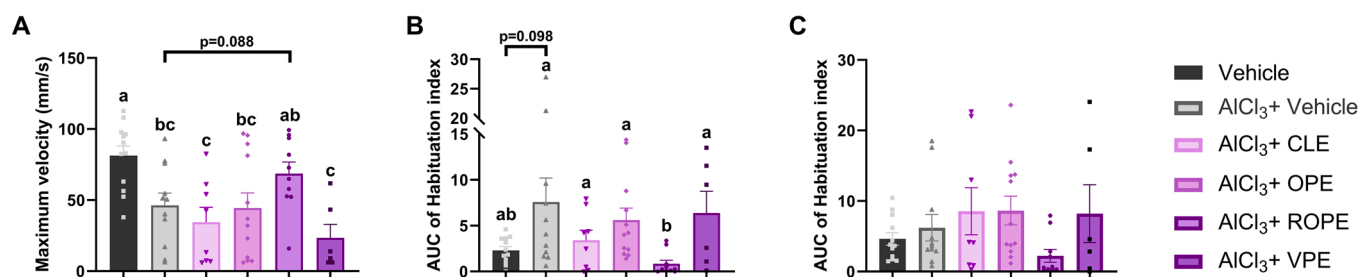 A
p=0.088
Maximum velocity (mm/s)
150
100
50
0
a
bc
c
bc
ab
c
B
p=0.098
AUC of Habituation index
30
25
20
15
10
5
0
ab
a
a
a
b
a
C
AUC of Habituation index
30
20
10
0
Vehicle
AlCl3+ Vehicle
AlCl3+ CLE
AlCl3+ OPE
AlCl3+ ROPE
AlCl3+ VPE